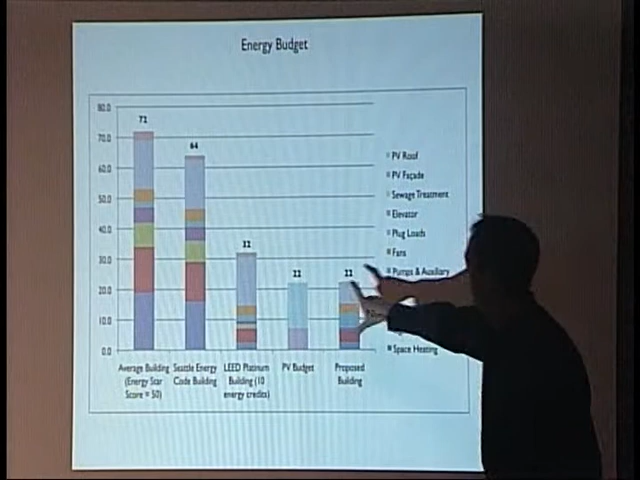 Energy Budget
80.0
70.0
60.0
50.0
40.0
30.0
20.0
10.0
0.0
72
64
32
22
22
PV Roof
PV Façade
Sewage Treatment
Elevator
Plug Loads
Fans
Pumps & Auxiliary
Space Heating
Average Building
(Energy Star
Score = 50)
Seattle Energy
Code Building
LEED Platinum
Building (10
energy credits)
PV Budget
Proposed
Building